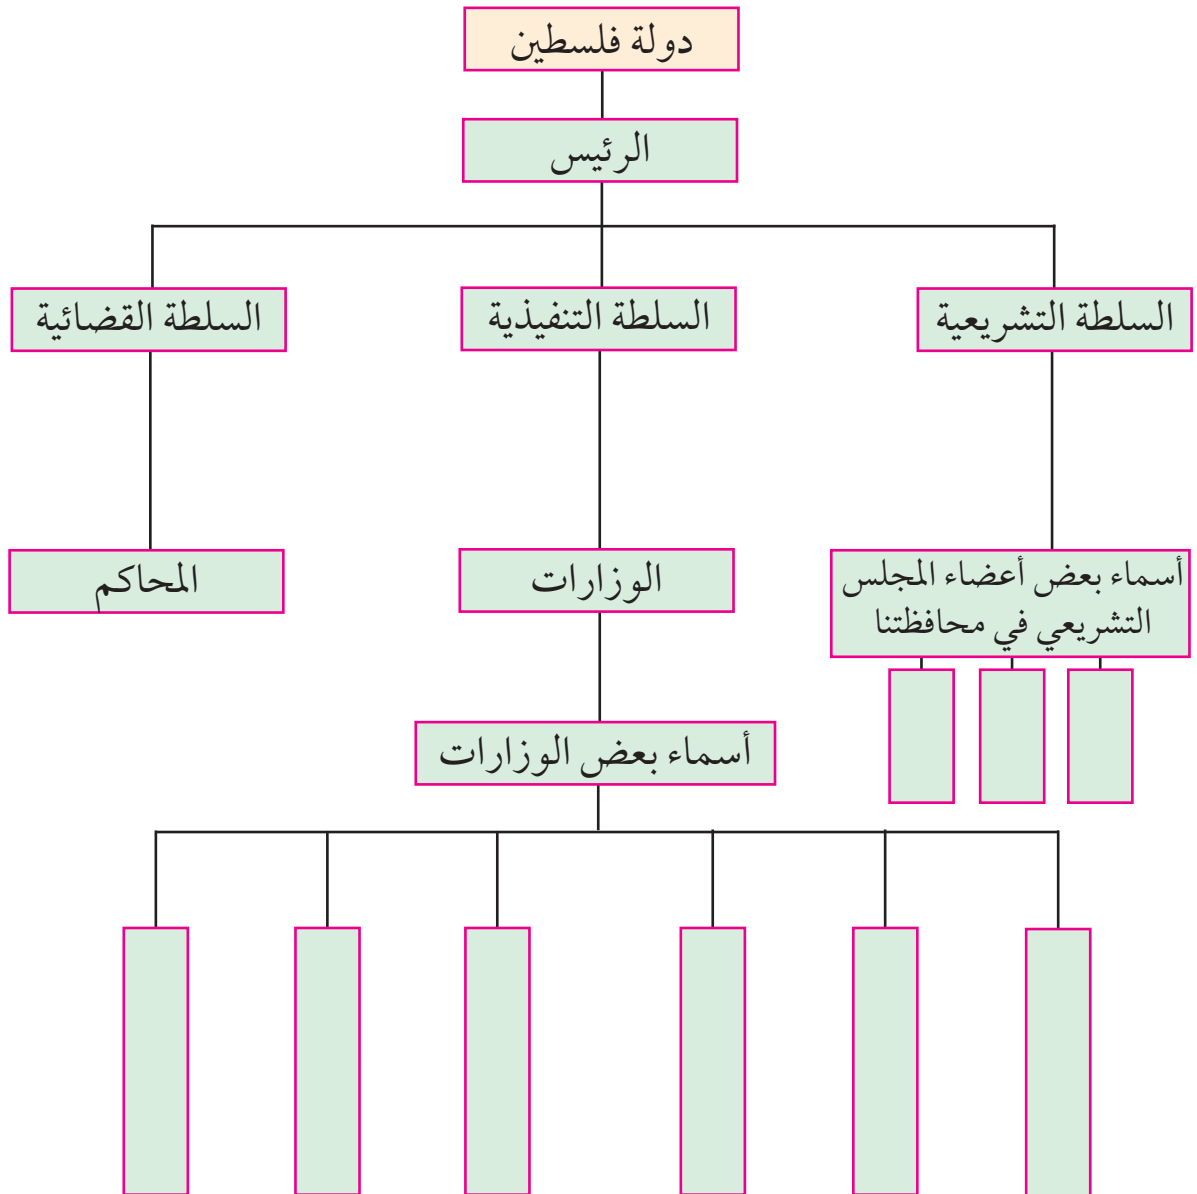 دولة فلسطين
الرئيس
السلطة التشريعية
السلطة التنفيذية
السلطة القضائية
أسماء بعض أعضاء المجلس
التشريعي في محافظتنا
الوزارات
المحاكم
أسماء بعض الوزارات